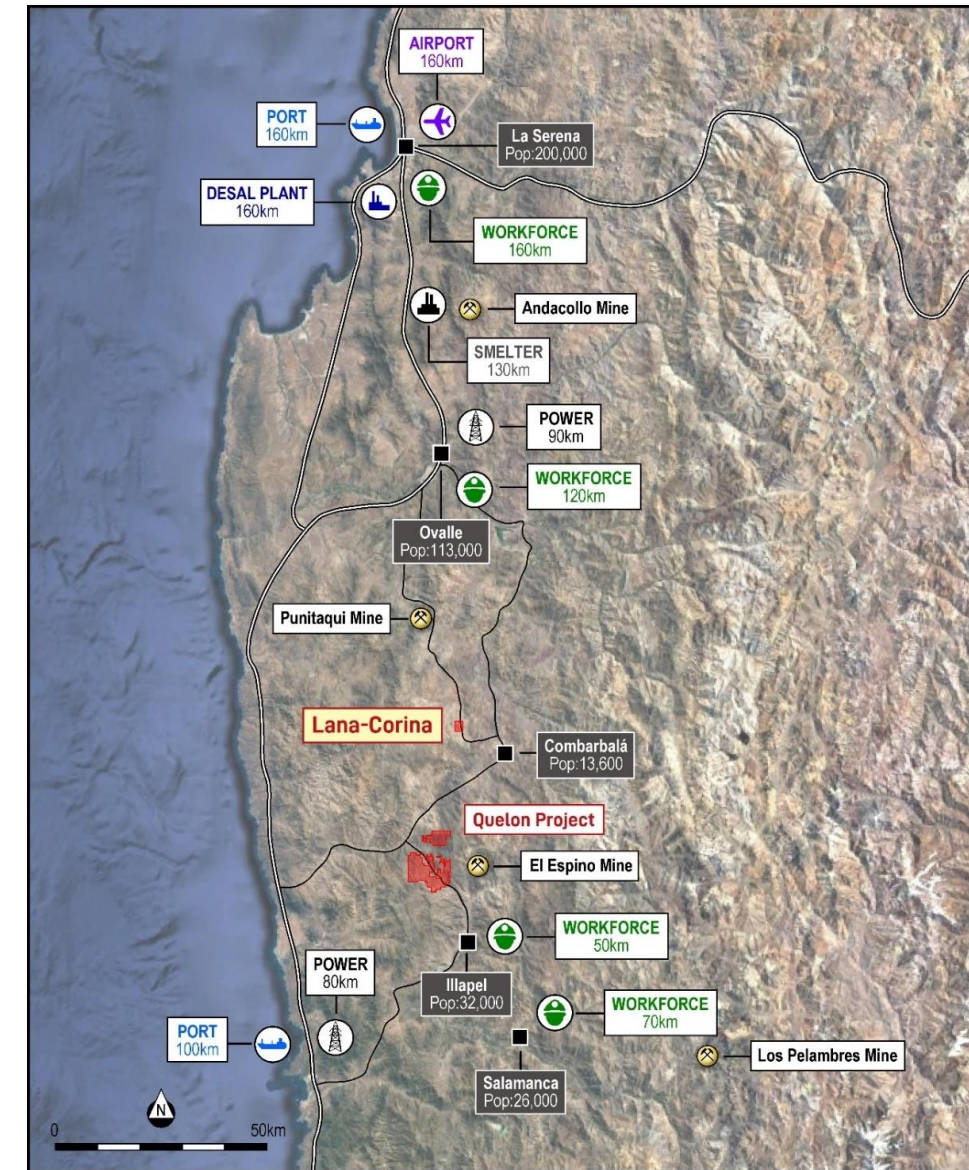 AIRPORT
160km
PORT
160km
La Serena
Pop:200,000
DESAL PLANT
160km
WORKFORCE
160km
Andacollo Mine
SMELTER
130km
POWER
90km
WORKFORCE
120km
Ovalle
Pop:113,000
Punitaqui Mine
Lana-Corina
Combarbalá
Pop:13,600
Quelon Project
El Espino Mine
WORKFORCE
50km
POWER
80km
Illapel
Pop:32,000
WORKFORCE
70km
PORT
100km
Los Pelambres Mine
Salamanca
Pop:26,000
N
0
50km